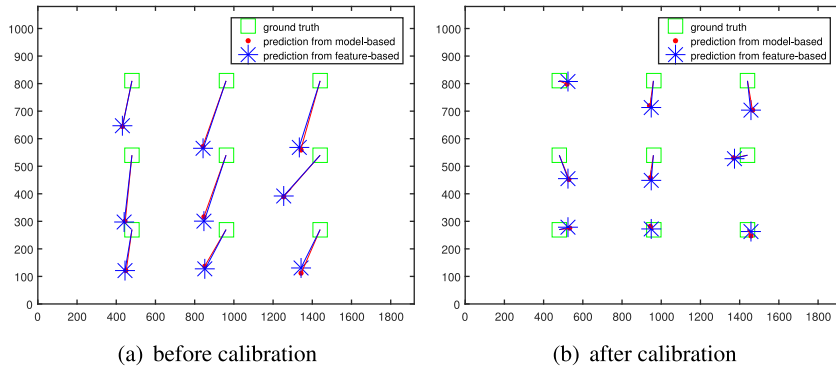 ground truth
prediction from model-based
prediction from feature-based
1000
900
800
700
600
500
400
300
200
100
0
0 200 400 600 800 1000 1200 1400 1600 1800
(a) before calibration
ground truth
prediction from model-based
prediction from feature-based
1000
900
800
700
600
500
400
300
200
100
0
0 200 400 600 800 1000 1200 1400 1600 1800
(b) after calibration